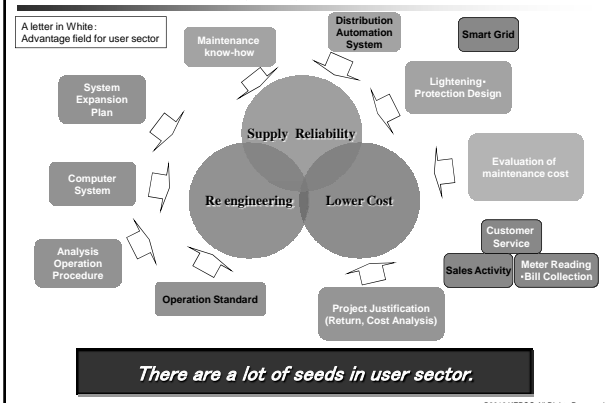 A letter in White:
Advantage field for user sector
Maintenance
know-how
Distribution
Automation
System
Smart Grid
System
Expansion
Plan
Lightening・
Protection Design
Supply Reliability
Computer
System
Evaluation of
maintenance cost
Re engineering
Lower Cost
Analysis
Operation
Procedure
Customer
Service
Sales Activity
Meter Reading
・Bill Collection
Operation Standard
Project Justification
(Return, Cost Analysis)
There are a lot of seeds in user sector.